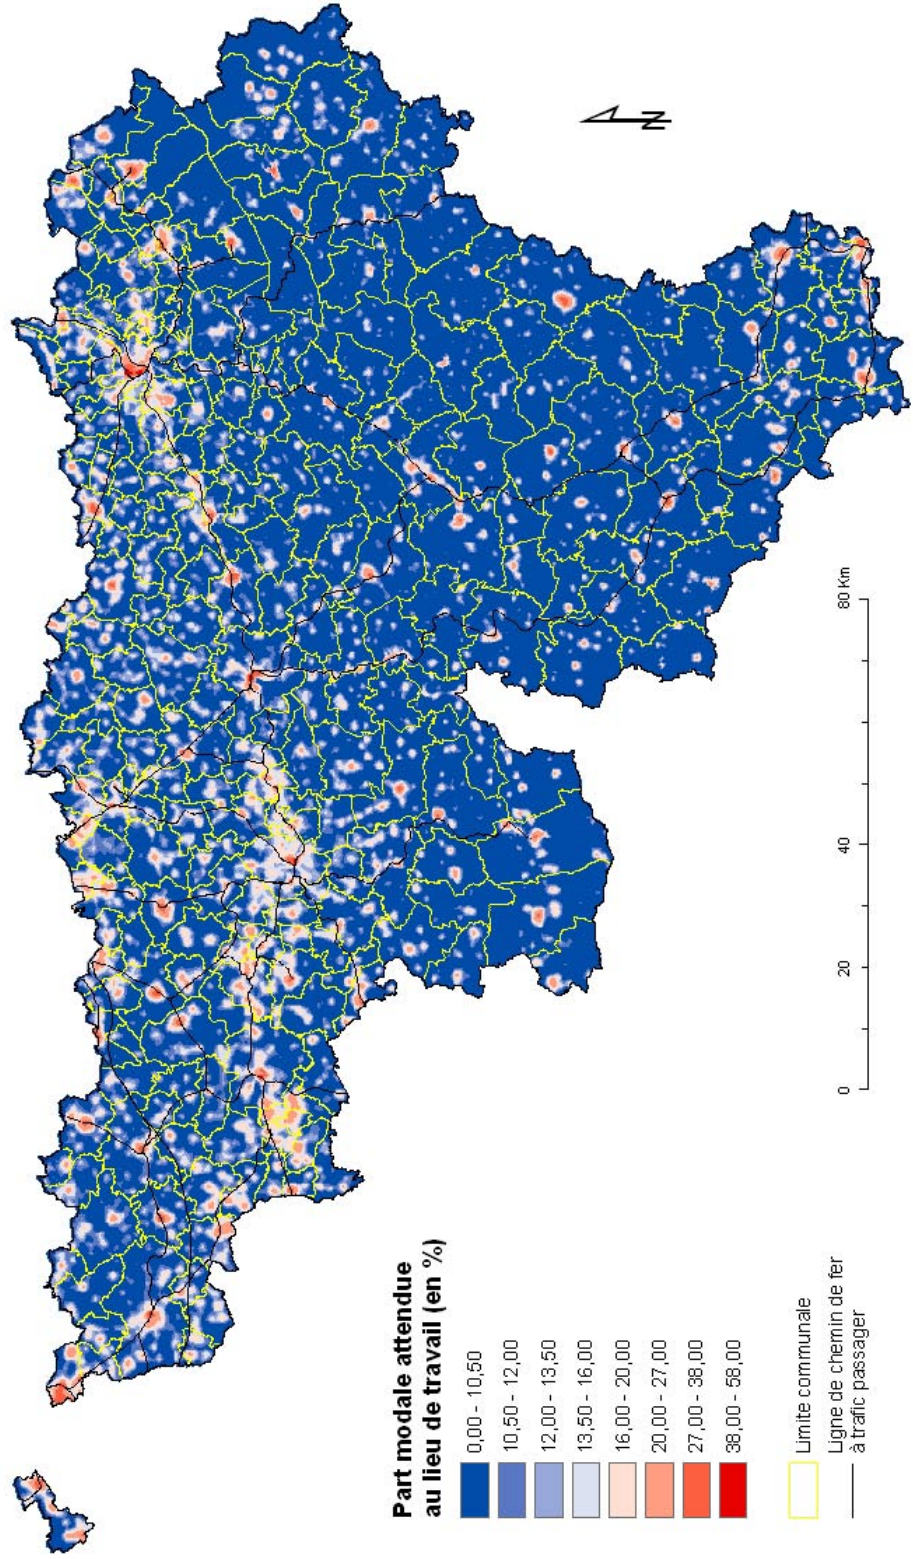 Part modale attendue
au lieu de travail (en %)
0,00 - 10,50
10,50 - 12,00
12,00 - 13,50
13,50 - 16,00
16,00 - 20,00
20,00 - 27,00
27,00 - 38,00
38,00 - 58,00
Limite communale
Ligne de chemin de fer
à trafic passager
0 20 40 80 Km
N